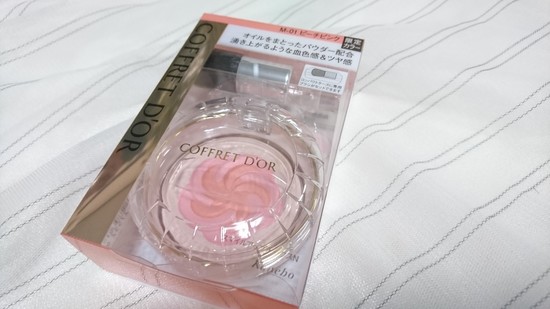 M-01 ピーチピンク
限定
カラー
オイルをまとったパウダー配合
湧き上がるような血色感&ツヤ感
COFFRET D'OR
COFFRET D'OR
Kanebo